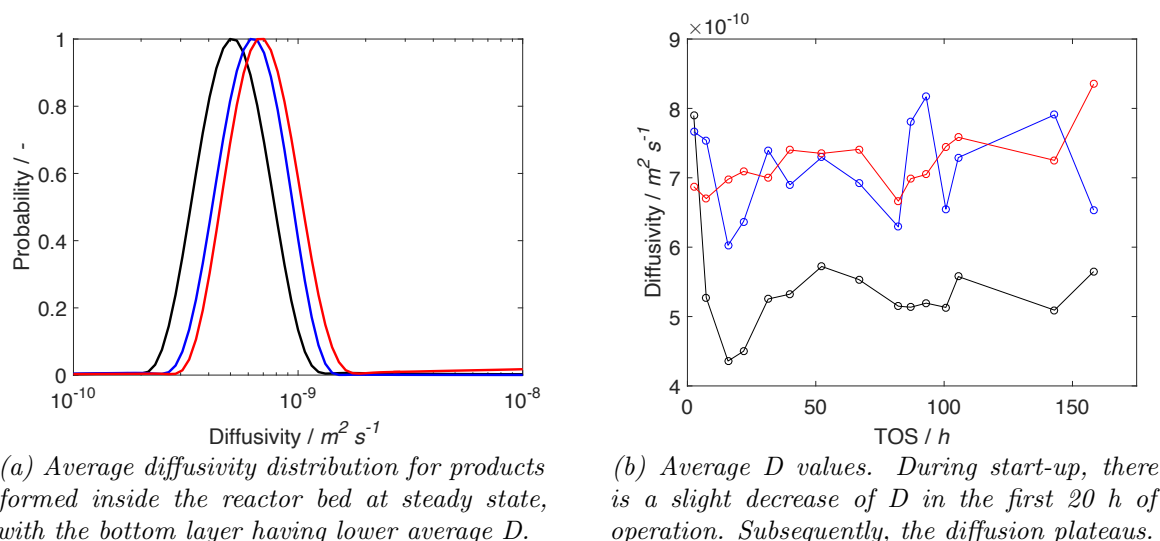 1
0.8
0.6
0.4
0.2
0
Probability / -
10⁻¹⁰
10⁻⁹
10⁻⁸
Diffusivity / m² s⁻¹
(a) Average diffusivity distribution for products
formed inside the reactor bed at steady state,
with the bottom layer having lower average D.
×10⁻¹⁰
9
8
7
6
5
4
Diffusivity / m² s⁻¹
0
50
100
150
TOS / h
(b) Average D values. During start-up, there
is a slight decrease of D in the first 20 h of
operation. Subsequently, the diffusion plateaus.